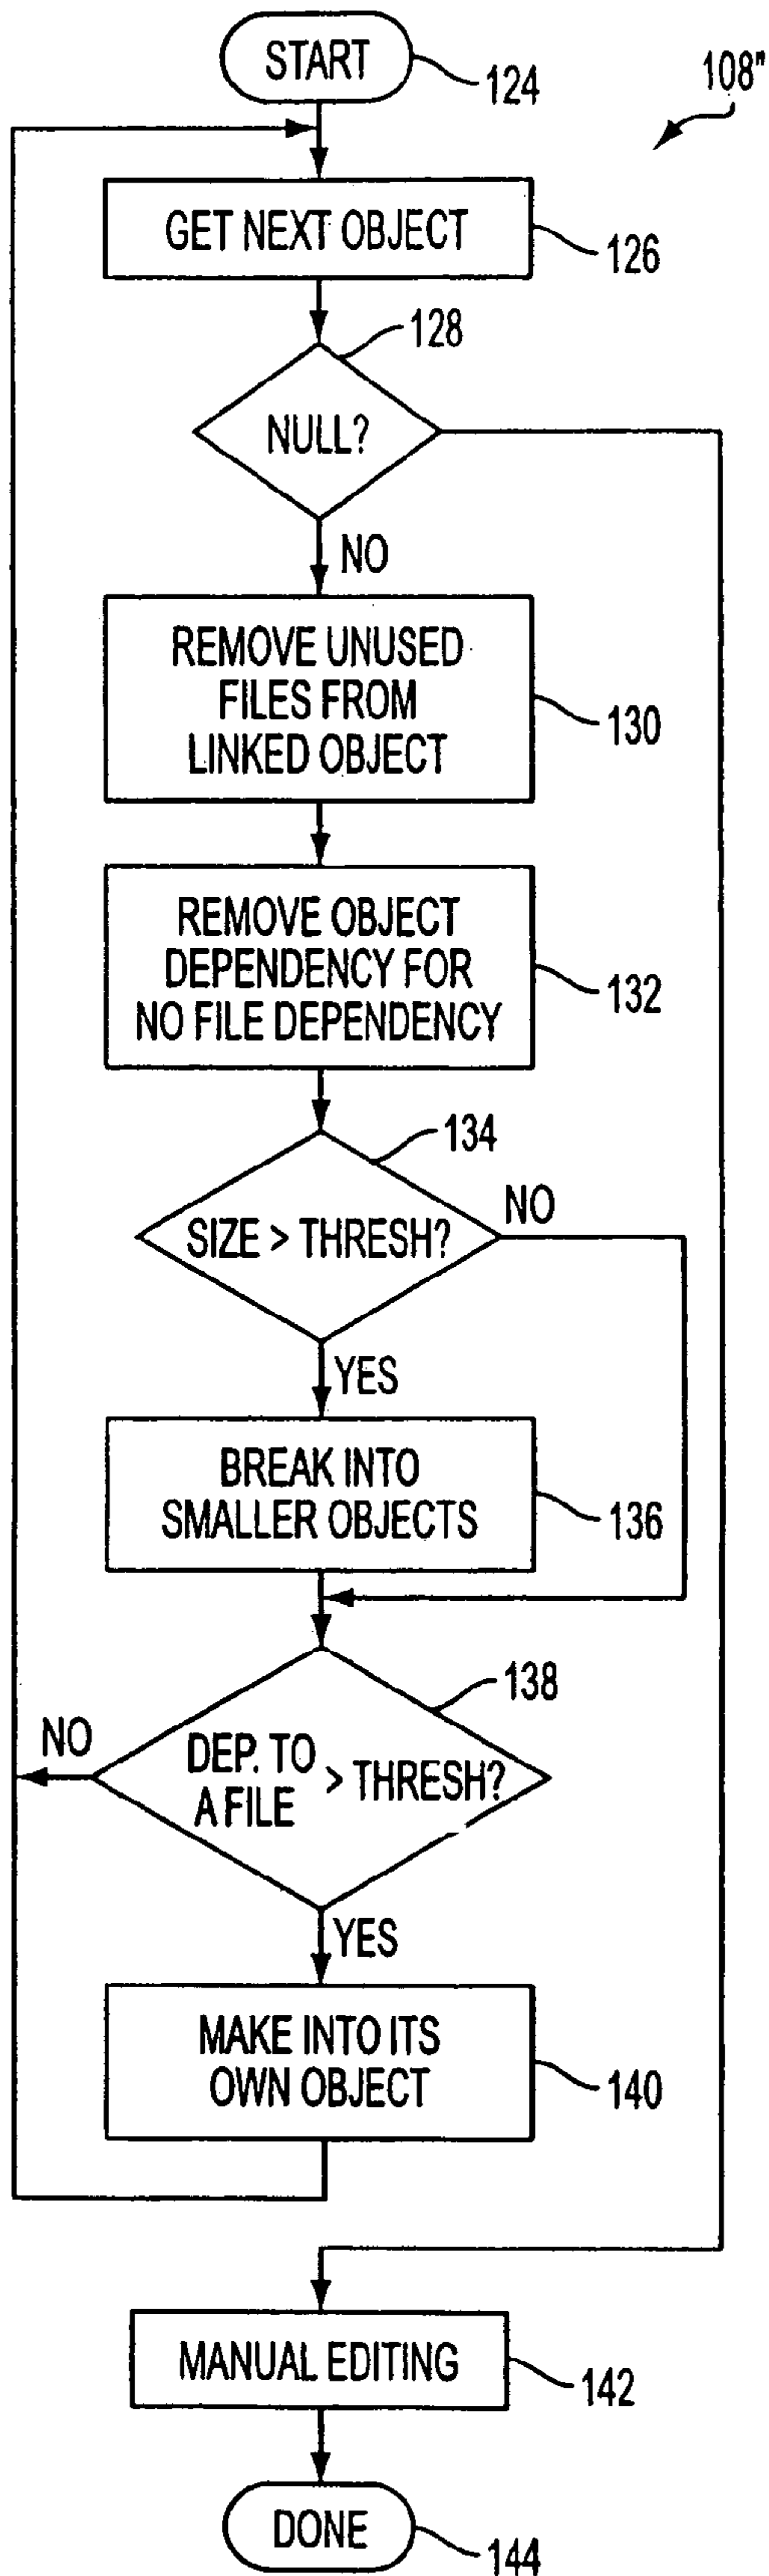 START
124
108"
GET NEXT OBJECT
126
128
NULL?
NO
REMOVE UNUSED
FILES FROM
LINKED OBJECT
130
REMOVE OBJECT
DEPENDENCY FOR
NO FILE DEPENDENCY
132
134
SIZE > THRESH?
NO
YES
BREAK INTO
SMALLER OBJECTS
136
138
NO
DEP. TO
A FILE
> THRESH?
YES
MAKE INTO ITS
OWN OBJECT
140
MANUAL EDITING
142
DONE
144